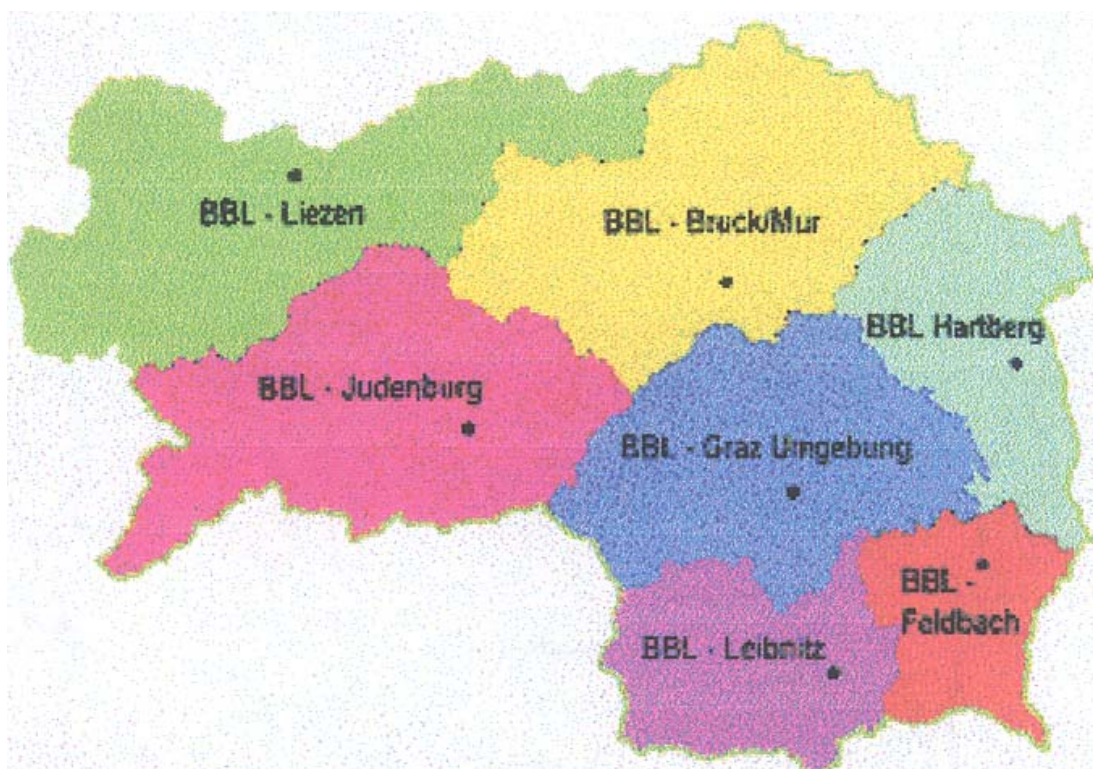 BBL - Liezen
BBL - Bruck/Mur
BBL Hartberg
BBL - Judenburg
BBL - Graz Umgebung
BBL -
Feldbach
BBL - Leibnitz